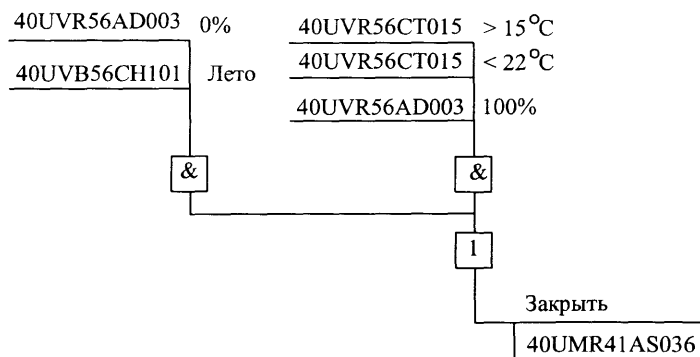 40UVR56AD003 0%
40UVB56CH101 Лето
40UVR56CT015 > 15°C
40UVR56CT015 < 22°C
40UVR56AD003 100%
& &
1
Закрыть
40UMR41AS036